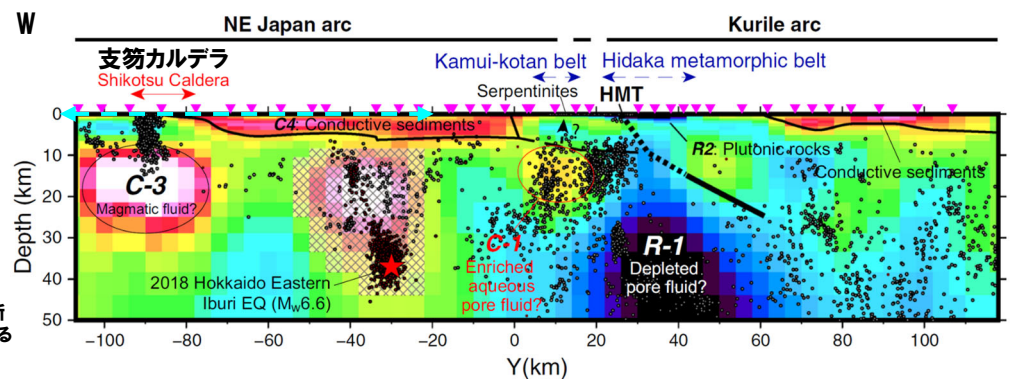 W
NE Japan arc
Kurile arc
支笏カルデラ
Shikotsu Caldera
Kamui-kotan belt
Hidaka metamorphic belt
Serpentinites
HMT
?
C4: Conductive sediments
R2: Plutonic rocks
Conductive sediments
C-3
Magmatic fluid?
C-1
Enriched
aqueous
pore fluid?
R-1
Depleted
pore fluid?
2018 Hokkaido Eastern
Iburi EQ (Mw6.6)
Depth (km)
0
10
20
30
40
50
-100
-80
-60
-40
-20
0
20
40
60
80
100
Y(km)
る